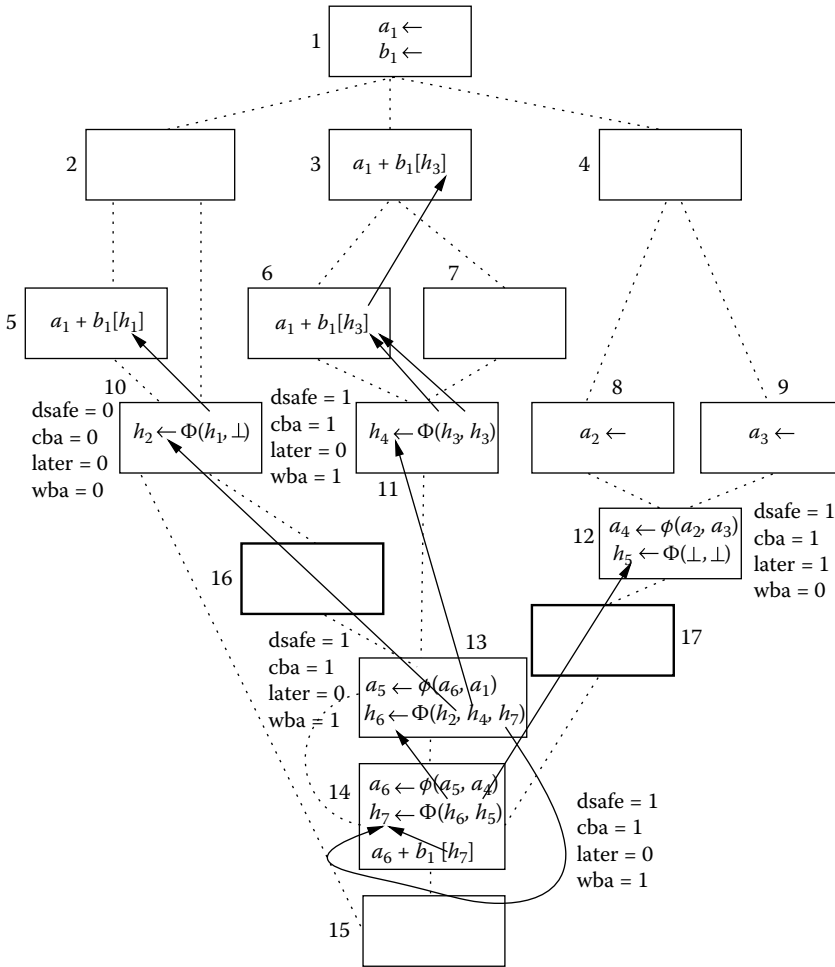 1
a₁ ←
b₁ ←
2
3
a₁ + b₁[h₃]
4
5
a₁ + b₁[h₁]
6
a₁ + b₁[h₃]
7
8
a₂ ←
9
a₃ ←
10
dsafe = 0
cba = 0
later = 0
wba = 0
h₂ ← Φ(h₁, ⊥)
dsafe = 1
cba = 1
later = 0
wba = 1
h₄ ← Φ(h₃, h₃)
11
12
a₄ ← ϕ(a₂, a₃)
h₅ ← Φ(⊥, ⊥)
dsafe = 1
cba = 1
later = 1
wba = 0
16
17
dsafe = 1
cba = 1
later = 0
wba = 1
13
a₅ ← ϕ(a₆, a₁)
h₆ ← Φ(h₂, h₄, h₇)
14
a₆ ← ϕ(a₅, a₄)
h₇ ← Φ(h₆, h₅)
a₆ + b₁ [h₇]
dsafe = 1
cba = 1
later = 0
wba = 1
15